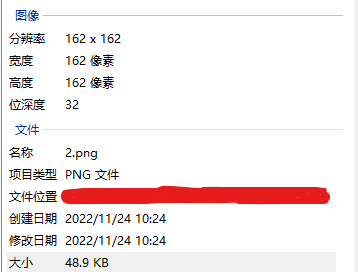 图像
分辨率 162 x 162
宽度 162 像素
高度 162 像素
位深度 32
文件
名称 2.png
项目类型 PNG 文件
文件位置
创建日期 2022/11/24 10:24
修改日期 2022/11/24 10:24
大小 48.9 KB